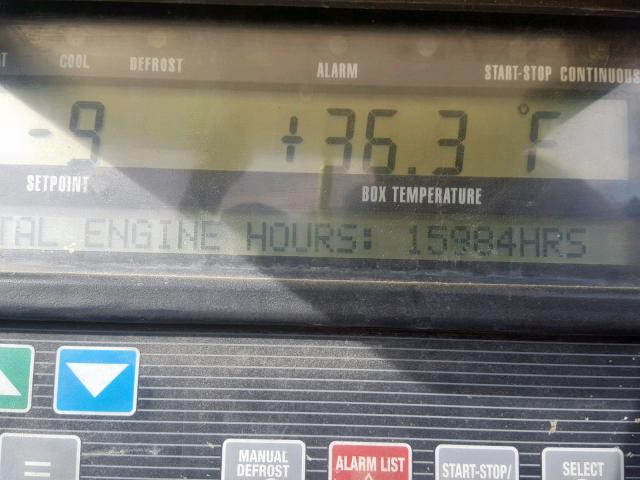 AT COOL DEFROST ALARM START-STOP CONTINUOUS
-9 +36.3 °F
SETPOINT BOX TEMPERATURE
TAL ENGINE HOURS: 15984HRS
=
MANUAL DEFROST
ALARM LIST
START-STOP/
SELECT